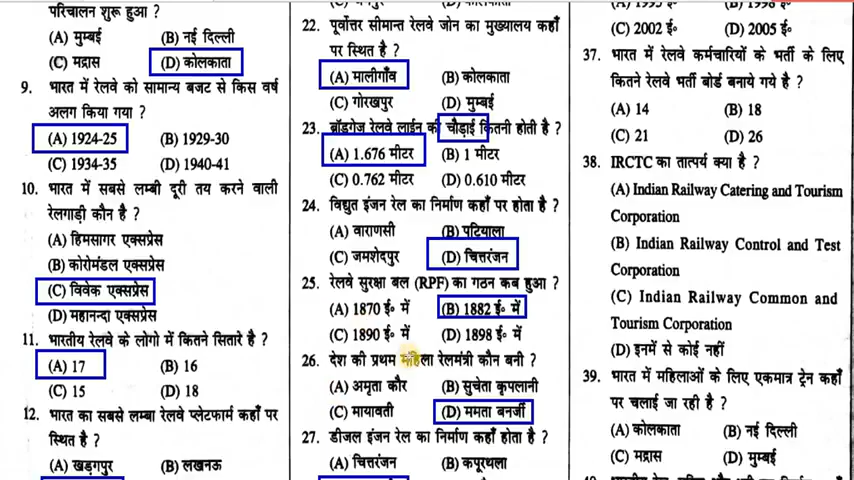 परिचालन शुरू हुआ ?
(A) मुम्बई (B) नई दिल्ली
(C) मद्रास (D) कोलकाता
9. भारत में रेलवे को सामान्य बजट से किस वर्ष
अलग किया गया ?
(A) 1924-25 (B) 1929-30
(C) 1934-35 (D) 1940-41
10. भारत में सबसे लम्बी दूरी तय करने वाली
रेलगाड़ी कौन है ?
(A) हिमसागर एक्सप्रेस
(B) कोरोमंडल एक्सप्रेस
(C) विवेक एक्सप्रेस
(D) महानन्दा एक्सप्रेस
11. भारतीय रेलवे के लोगो में कितने सितारे है ?
(A) 17 (B) 16
(C) 15 (D) 18
12. भारत का सबसे लम्बा रेलवे प्लेटफार्म कहाँ पर
स्थित है ?
(A) खड़गपुर (B) लखनऊ
22. पूर्वोत्तर सीमान्त रेलवे जोन का मुख्यालय कहाँ
पर स्थित है ?
(A) मालीगाँव (B) कोलकाता
(C) गोरखपुर (D) मुम्बई
23. ब्रॉडगेज रेलवे लाईन की चौड़ाई कितनी होती है ?
(A) 1.676 मीटर (B) 1 मीटर
(C) 0.762 मीटर (D) 0.610 मीटर
24. विद्युत इंजन रेल का निर्माण कहाँ पर होता है ?
(A) वाराणसी (B) पटियाला
(C) जमशेदपुर (D) चित्तरंजन
25. रेलवे सुरक्षा बल (RPF) का गठन कब हुआ ?
(A) 1870 ई० में (B) 1882 ई० में
(C) 1890 ई० में (D) 1898 ई० में
26. देश की प्रथम महिला रेलमंत्री कौन बनी ?
(A) अमृता कौर (B) सुचेता कृपलानी
(C) मायावती (D) ममता बनर्जी
27. डीजल इंजन रेल का निर्माण कहाँ होता है ?
(A) चित्तरंजन (B) कपूरथला
(C) 2002 ई० (D) 2005 ई०
37. भारत में रेलवे कर्मचारियों के भर्ती के लिए
कितने रेलवे भर्ती बोर्ड बनाये गये है ?
(A) 14 (B) 18
(C) 21 (D) 26
38. IRCTC का तात्पर्य क्या है ?
(A) Indian Railway Catering and Tourism
Corporation
(B) Indian Railway Control and Test
Corporation
(C) Indian Railway Common and
Tourism Corporation
(D) इनमें से कोई नहीं
39. भारत में महिलाओं के लिए एकमात्र ट्रेन कहाँ
पर चलाई जा रही है ?
(A) कोलकाता (B) नई दिल्ली
(C) मद्रास (D) मुम्बई